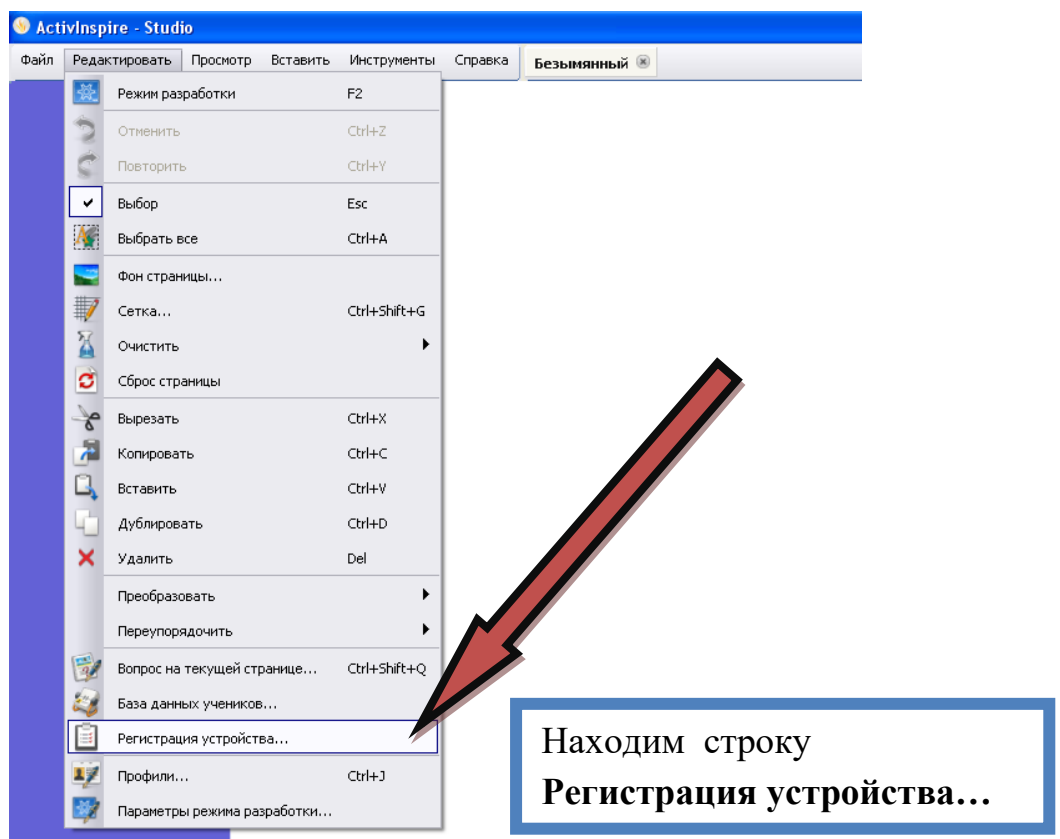 ActivInspire - Studio
Файл Редактировать Просмотр Вставить Инструменты Справка Безымянный
Режим разработки F2
Отменить Ctrl+Z
Повторить Ctrl+Y
Выбор Esc
Выбрать все Ctrl+A
Фон страницы...
Сетка... Ctrl+Shift+G
Очистить
Сброс страницы
Вырезать Ctrl+X
Копировать Ctrl+C
Вставить Ctrl+V
Дублировать Ctrl+D
Удалить Del
Преобразовать
Переупорядочить
Вопрос на текущей странице... Ctrl+Shift+Q
База данных учеников...
Регистрация устройства...
Профили... Ctrl+J
Параметры режима разработки...
Находим строку
Регистрация устройства…